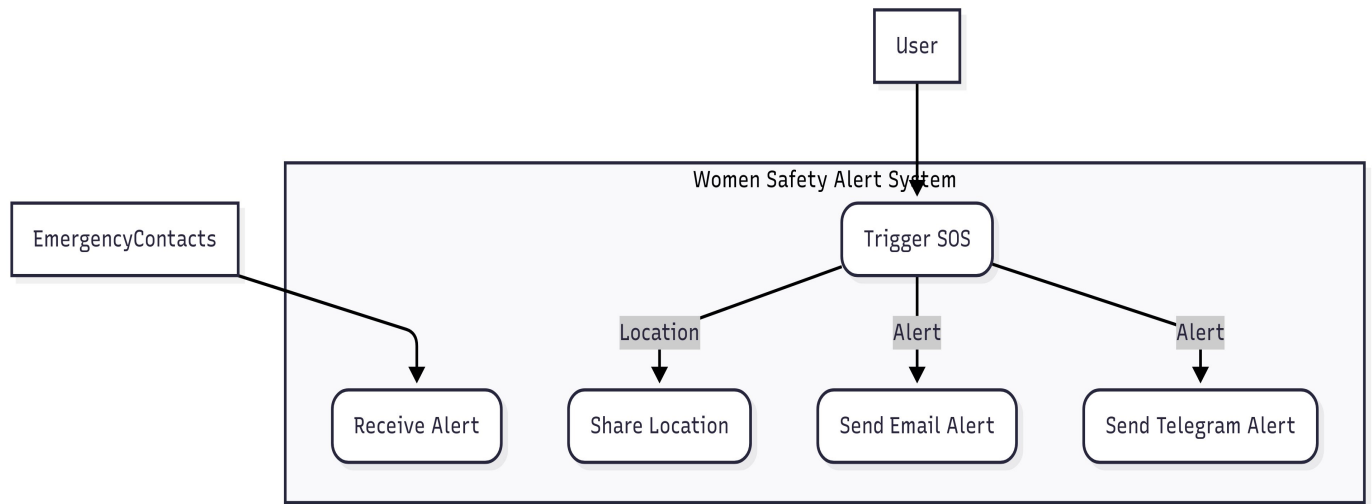 User
Women Safety Alert System
EmergencyContacts
Trigger SOS
Location
Alert
Alert
Receive Alert
Share Location
Send Email Alert
Send Telegram Alert